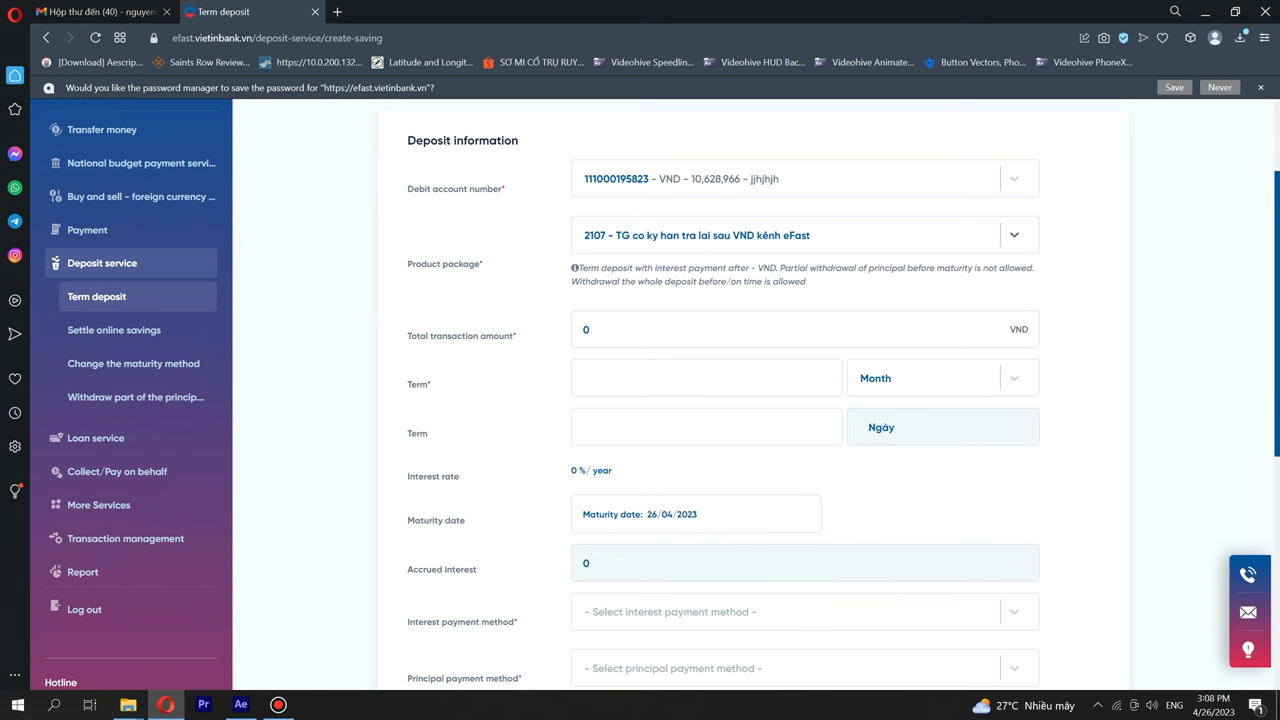 Hộp thư đến (40) - nguyen
Term deposit
efast.vietinbank.vn/deposit-service/create-saving
[Download] Aescrip...
Saints Row Review...
https://10.0.200.132...
Latitude and Longit...
SƠ MI CỔ TRỤ RUY...
Videohive Speedlin...
Videohive HUD Bac...
Videohive Animate...
Button Vectors, Pho...
Videohive PhoneX...
Would you like the password manager to save the password for "https://efast.vietinbank.vn"?
Save
Never
Transfer money
National budget payment servi...
Buy and sell - foreign currency ...
Payment
Deposit service
Term deposit
Settle online savings
Change the maturity method
Withdraw part of the princip...
Loan service
Collect/Pay on behalf
More Services
Transaction management
Report
Log out
Hotline
Deposit information
Debit account number*
111000195823 - VND - 10,628,966 - jjhjhjh
Product package*
2107 - TG co ky han tra lai sau VND kênh eFast
Term deposit with interest payment after - VND. Partial withdrawal of principal before maturity is not allowed.
Withdrawal the whole deposit before/on time is allowed
Total transaction amount*
0
VND
Term*
Month
Term
Ngày
Interest rate
0 %/ year
Maturity date
Maturity date: 26/04/2023
Accrued interest
0
Interest payment method*
- Select interest payment method -
Principal payment method*
- Select principal payment method -
Pr
Ae
27°C Nhiều mây
ENG
3:08 PM
4/26/2023
1